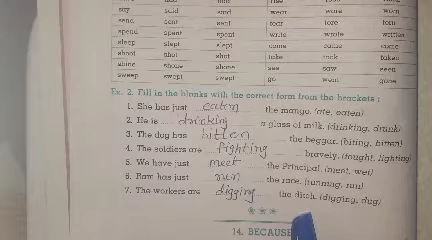 say said said wear wore worn
send sent sent tear tore torn
spend spent spent write wrote written
sleep slept slept come came come
shoot shot shot take took taken
shine shone shone see saw seen
sweep swept swept go went gone
Ex. 2. Fill in the blanks with the correct form from the brackets :
1. She has just eaten the mango. (ate, eaten)
2. He is drinking a glass of milk. (drinking, drank)
3. The dog has bitten the beggar. (biting, bitten)
4. The soldiers are fighting bravely. (fought, fighting)
5. We have just meet the Principal. (meet, met)
6. Ram has just run the race. (running, run)
7. The workers are digging the ditch. (digging, dug)
14. BECAUSE